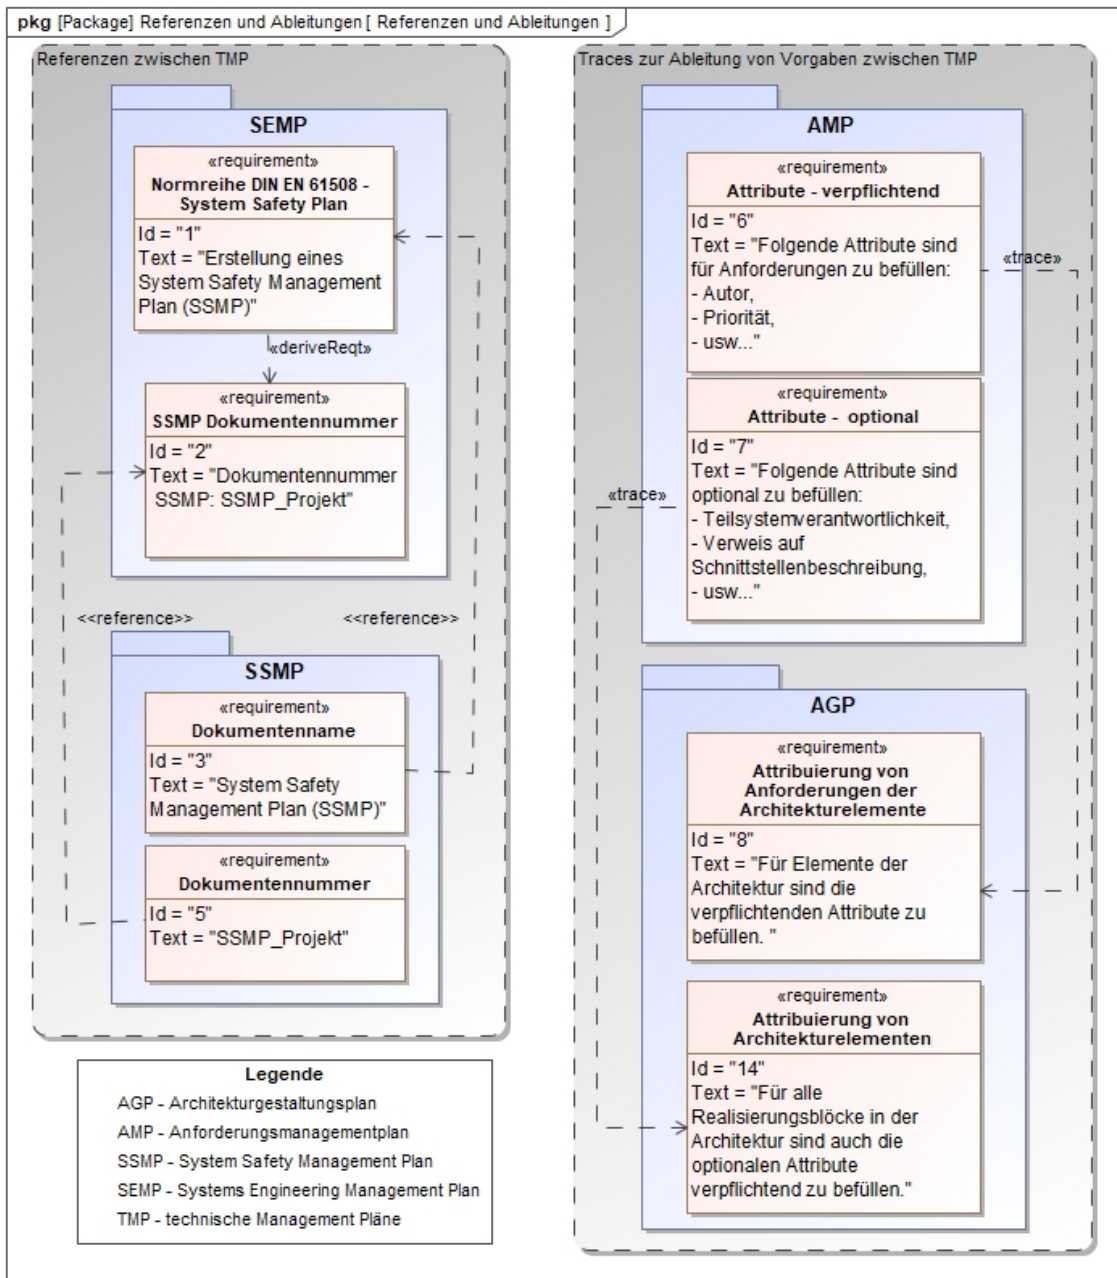 pkg [Package] Referenzen und Ableitungen [ Referenzen und Ableitungen ]
Referenzen zwischen TMP
SEMP
«requirement»
Normreihe DIN EN 61508 -
System Safety Plan
Id = "1"
Text = "Erstellung eines
System Safety Management
Plan (SSMP)"
«deriveReqt»
«requirement»
SSMP Dokumentennummer
Id = "2"
Text = "Dokumentennummer
SSMP: SSMP_Projekt"
<<reference>>
<<reference>>
SSMP
«requirement»
Dokumentenname
Id = "3"
Text = "System Safety
Management Plan (SSMP)"
«requirement»
Dokumentennummer
Id = "5"
Text = "SSMP_Projekt"
Traces zur Ableitung von Vorgaben zwischen TMP
AMP
«requirement»
Attribute - verpflichtend
Id = "6"
Text = "Folgende Attribute sind
für Anforderungen zu befüllen:
- Autor,
- Priorität,
- usw..."
«trace»
«requirement»
Attribute - optional
Id = "7"
Text = "Folgende Attribute sind
optional zu befüllen:
- Teilsystemverantwortlichkeit,
- Verweis auf
Schnittstellenbeschreibung,
- usw..."
«trace»
AGP
«requirement»
Attribuierung von
Anforderungen der
Architekturelemente
Id = "8"
Text = "Für Elemente der
Architektur sind die
verpflichtenden Attribute zu
befüllen. "
«requirement»
Attribuierung von
Architekturelementen
Id = "14"
Text = "Für alle
Realisierungsblöcke in der
Architektur sind auch die
optionalen Attribute
verpflichtend zu befüllen."
Legende
AGP - Architekturgestaltungsplan
AMP - Anforderungsmanagementplan
SSMP - System Safety Management Plan
SEMP - Systems Engineering Management Plan
TMP - technische Management Pläne